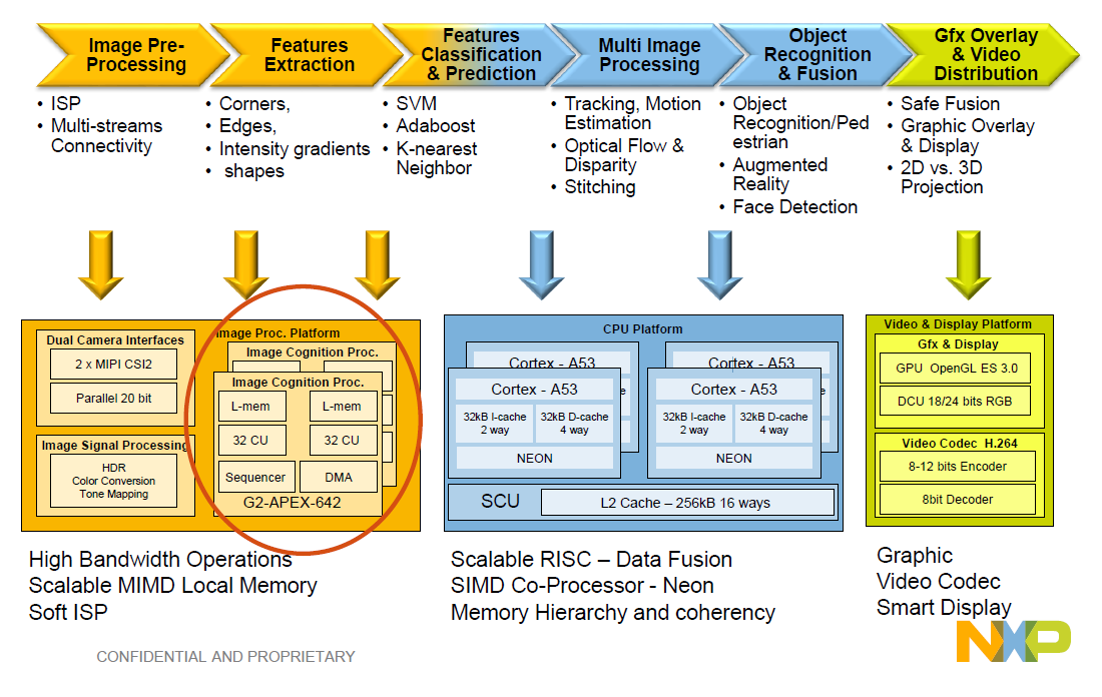 Image Pre-
Processing
Features
Extraction
Features
Classification
& Prediction
Multi Image
Processing
Object
Recognition
& Fusion
Gfx Overlay
& Video
Distribution
• ISP
• Multi-streams
Connectivity
• Corners,
• Edges,
• Intensity gradients
• shapes
• SVM
• Adaboost
• K-nearest
Neighbor
• Tracking, Motion
Estimation
• Optical Flow &
Disparity
• Stitching
• Object
Recognition/Ped
estrian
• Augmented
Reality
• Face Detection
• Safe Fusion
• Graphic Overlay
& Display
• 2D vs. 3D
Projection
Image Proc. Platform
Dual Camera Interfaces
2 x MIPI CSI2
Parallel 20 bit
Image Signal Processing
HDR
Color Conversion
Tone Mapping
Image Cognition Proc.
Image Cognition Proc.
L-mem
L-mem
32 CU
32 CU
Sequencer
DMA
G2-APEX-642
CPU Platform
Cortex - A53
Cortex - A53
Cortex - A53
32kB I-cache
2 way
32kB D-cache
4 way
NEON
Cortex - A53
32kB I-cache
2 way
32kB D-cache
4 way
NEON
SCU
L2 Cache – 256kB 16 ways
Video & Display Platform
Gfx & Display
GPU OpenGL ES 3.0
DCU 18/24 bits RGB
Video Codec H.264
8-12 bits Encoder
8bit Decoder
High Bandwidth Operations
Scalable MIMD Local Memory
Soft ISP
Scalable RISC – Data Fusion
SIMD Co-Processor - Neon
Memory Hierarchy and coherency
Graphic
Video Codec
Smart Display
NXP
CONFIDENTIAL AND PROPRIETARY